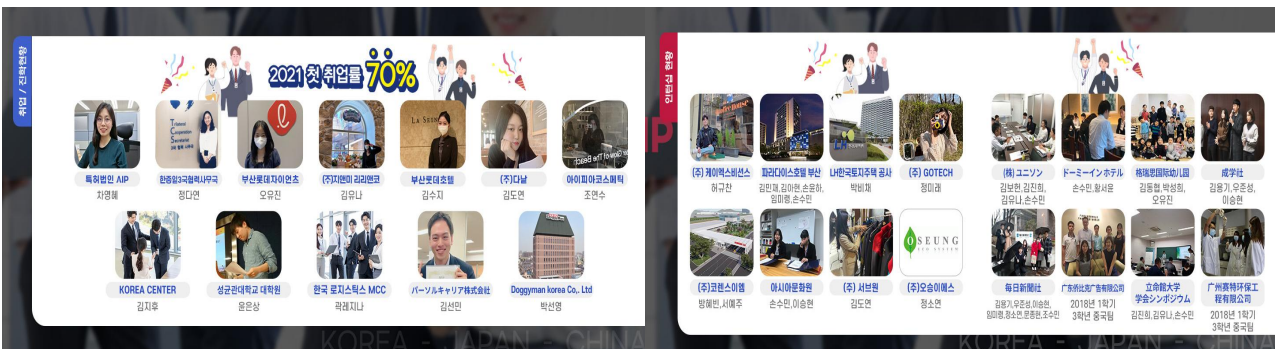 취업 / 진학현황
2021 첫 취업률 70%
특허법인 AIP
차영혜
한중일3국협력사무국
정다연
부산롯데자이언츠
오유진
(주)지앤미 리리앤코
김유나
부산롯데호텔
김수지
(주)다날
김도연
아이피아코스메틱
조연수
KOREA CENTER
김지후
성균관대학교 대학원
윤은상
한국 로지스틱스 MCC
곽레지나
パーソルキャリア株式会社
김선민
Doggyman korea Co,. Ltd
박선영
KOREA - JAPAN - CHINA
인턴십 현황
(주) 케이엑스비션스
허규찬
파라다이스호텔 부산
김민재,김아현,손윤하,
임미령,손수민
LH한국토지주택 공사
박비채
(주) GOTECH
정미래
(株) ユニソン
김보현,김진희,
김유나,손수민
ドーミーイン ホテル
손수민,황서윤
格瑞思国际幼儿园
김동협,박성희,
오유진
成学社
김용기,우준성,
이승현
(주)코렌스이엠
방혜빈,서예주
아시아문화원
손수민,이승현
(주) 서브원
김도연
OSEUNG
(주)오승이에스
정소연
毎日新聞社
김용기,우준성,이승현,
임미령,정소연,문종현,조수민
广东侨比克广告有限公司
2018년 1학기
3학년 중국팀
立命館大学
学会シンポジウム
김진희,김유나,손수민
广州赛特环保工
程有限公司
2018년 1학기
3학년 중국팀
KOREA - JAPAN - CHINA